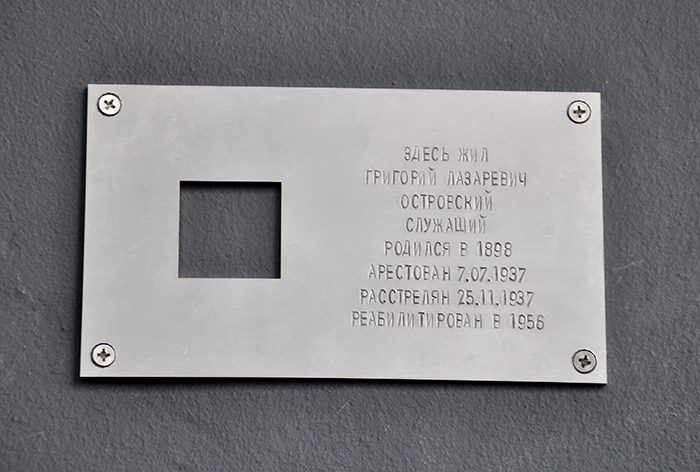 ЗДЕСЬ ЖИЛ
ГРИГОРИЙ ЛАЗАРЕВИЧ
ОСТРОВСКИЙ
СЛУЖАЩИЙ
РОДИЛСЯ В 1898
АРЕСТОВАН 7.07.1937
РАССТРЕЛЯН 25.11.1937
РЕАБИЛИТИРОВАН В 1956